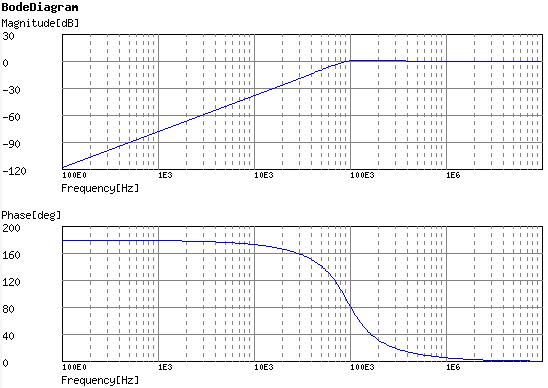 BodeDiagram
Magnitude[dB]
30
0
-30
-60
-90
-120
100E0 1E3 10E3 100E3 1E6
Frequency[Hz]
Phase[deg]
200
160
120
80
40
0
100E0 1E3 10E3 100E3 1E6
Frequency[Hz]